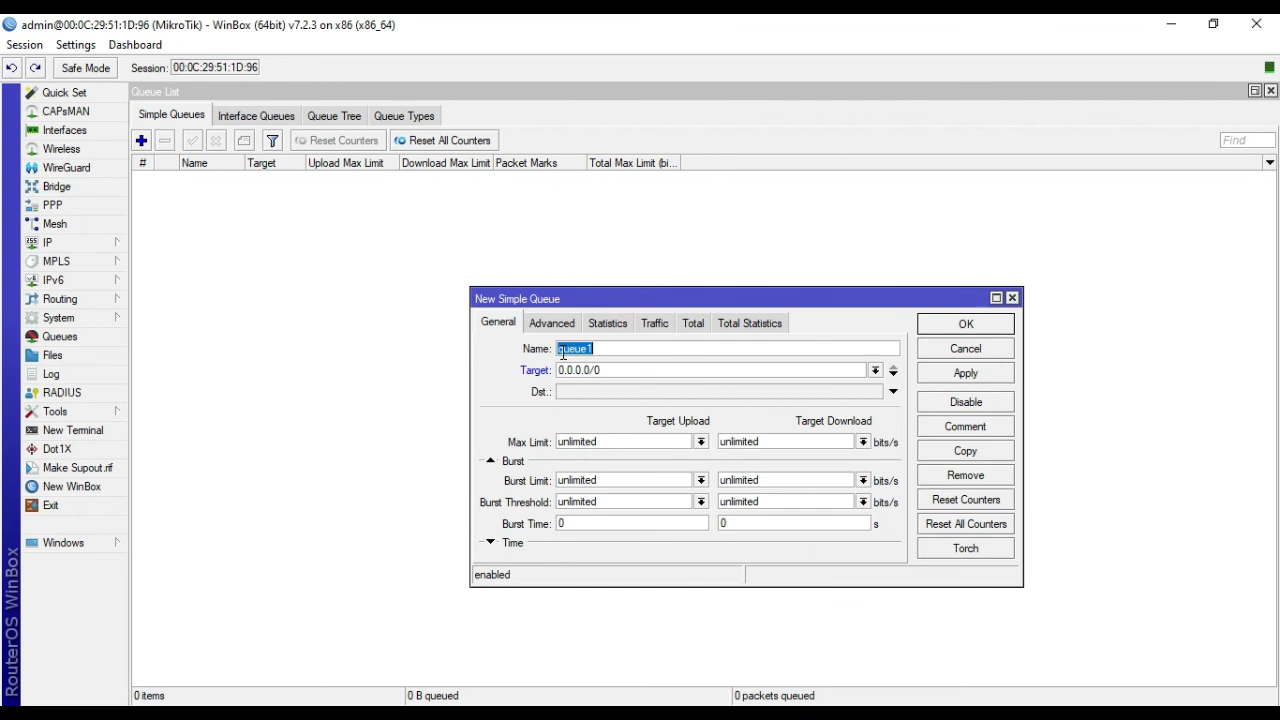 admin@00:0C:29:51:1D:96 (MikroTik) - WinBox (64bit) v7.2.3 on x86 (x86_64)
Session Settings Dashboard
Safe Mode Session: 00:0C:29:51:1D:96
Quick Set
CAPsMAN
Interfaces
Wireless
WireGuard
Bridge
PPP
Mesh
IP
MPLS
IPv6
Routing
System
Queues
Files
Log
RADIUS
Tools
New Terminal
Dot1X
Make Supout.rif
New WinBox
Exit
Windows
RouterOS WinBox
Queue List
Simple Queues Interface Queues Queue Tree Queue Types
Reset Counters Reset All Counters Find
# Name Target Upload Max Limit Download Max Limit Packet Marks Total Max Limit (bi...
New Simple Queue
General Advanced Statistics Traffic Total Total Statistics
Name: queue1
Target: 0.0.0.0/0
Dst.:
Target Upload Target Download
Max Limit: unlimited unlimited bits/s
Burst
Burst Limit: unlimited unlimited bits/s
Burst Threshold: unlimited unlimited bits/s
Burst Time: 0 0 s
Time
enabled
OK
Cancel
Apply
Disable
Comment
Copy
Remove
Reset Counters
Reset All Counters
Torch
0 items 0 B queued 0 packets queued